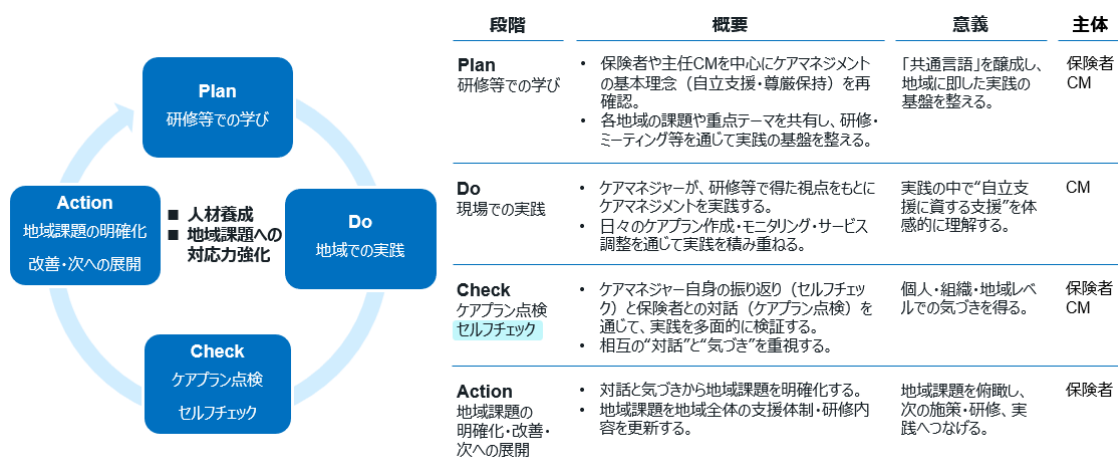 Plan
研修等での学び
Action
地域課題の明確化
改善・次への展開
■ 人材養成
■ 地域課題への
対応力強化
Do
地域での実践
Check
ケアプラン点検
セルフチェック
段階 概要 意義 主体
Plan
研修等での学び
• 保険者や主任CMを中心にケアマネジメント
の基本理念（自立支援・尊厳保持）を再
確認。
• 各地域の課題や重点テーマを共有し、研修・
ミーティング等を通じて実践の基盤を整える。
「共通言語」を醸成し、
地域に即した実践の
基盤を整える。
保険者
CM
Do
現場での実践
• ケアマネジャーが、研修等で得た視点をもとに
ケアマネジメントを実践する。
• 日々のケアプラン作成・モニタリング・サービス
調整を通じて実践を積み重ねる。
実践の中で“自立支
援に資する支援”を体
感的に理解する。
CM
Check
ケアプラン点検
セルフチェック
• ケアマネジャー自身の振り返り（セルフチェッ
ク）と保険者との対話（ケアプラン点検）を
通じて、実践を多面的に検証する。
• 相互の“対話”と“気づき”を重視する。
個人・組織・地域レベ
ルでの気づきを得る。
保険者
CM
Action
地域課題の
明確化・改善・
次への展開
• 対話と気づきから地域課題を明確化する。
• 地域課題を地域全体の支援体制・研修内
容を更新する。
地域課題を俯瞰し、
次の施策・研修、実
践へつなげる。
保険者